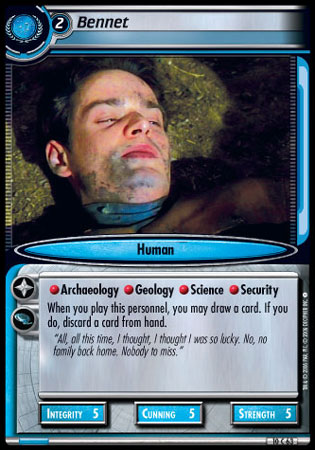 2 Bennet
Human
Archaeology Geology Science Security
When you play this personnel, you may draw a card. If you
do, discard a card from hand.
"All, all this time, I thought, I thought I was so lucky. No, no
family back home. Nobody to miss."
INTEGRITY 5 CUNNING 5 STRENGTH 5
10 C 63